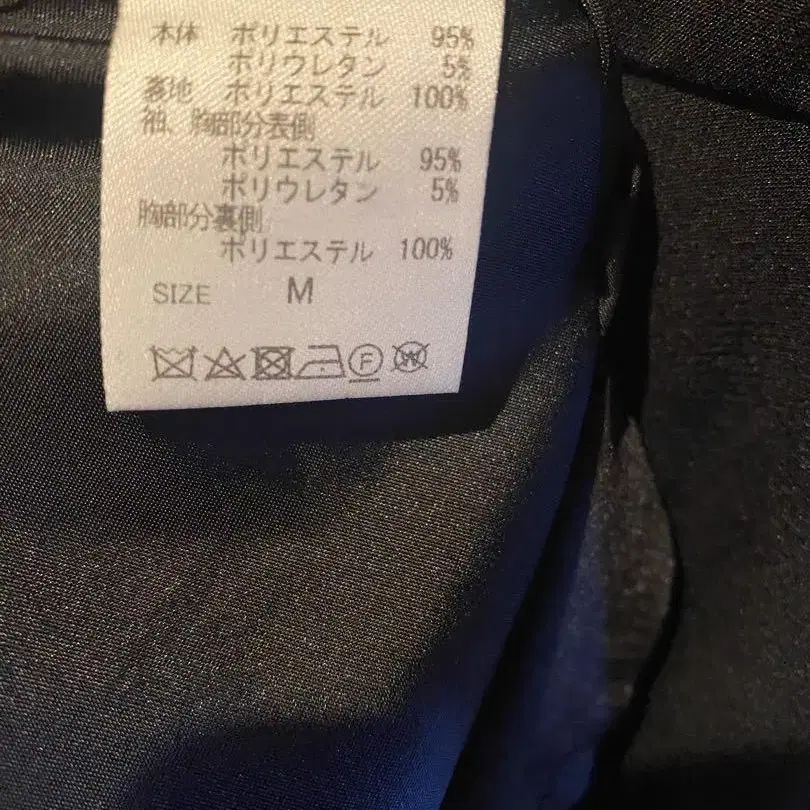 本体 ポリエステル 95%
ポリウレタン 5%
裏地 ポリエステル 100%
袖、胸部分表側
ポリエステル 95%
ポリウレタン 5%
胸部分裏側
ポリエステル 100%
SIZE M
F W